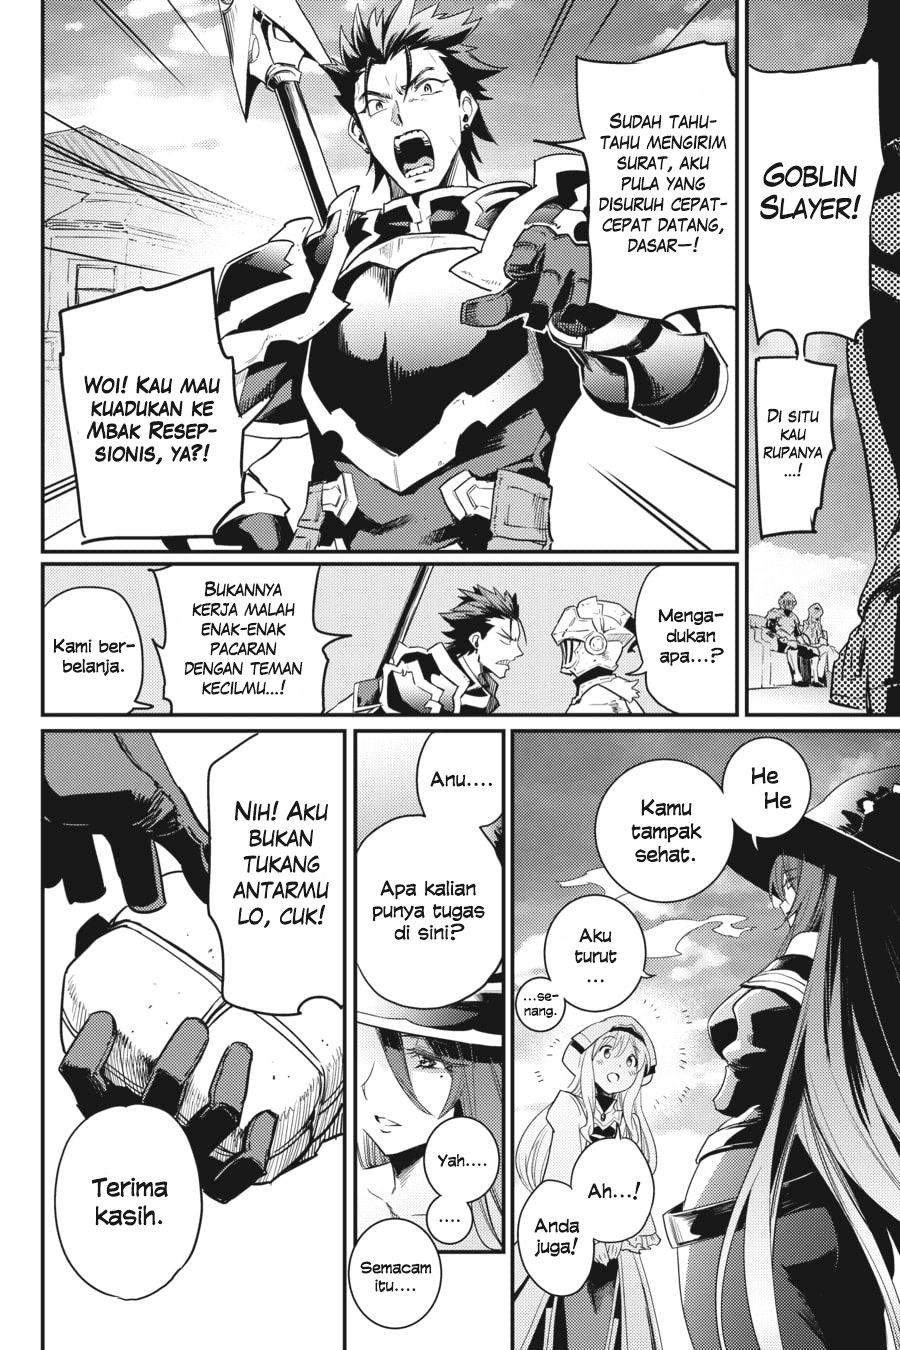 GOBLIN
SLAYER!
DI SITU
KAU
RUPANYA
...!
SUDAH TAHU-
TAHU MENGIRIM
SURAT, AKU
PULA YANG
DISURUH CEPAT-
CEPAT DATANG,
DASAR—!
WOI! KAU MAU
KUADUKAN KE
MBAK RESEP-
SIONIS, YA?!
Menga-
dukan
apa...?
BUKANNYA
KERJA MALAH
ENAK-ENAK
PACARAN
DENGAN TEMAN
KECILMU...!
Kami ber-
belanja.
He
He
Kamu
tampak
sehat.
Aku
turut
...
...se-
nang.
Ah...!
Anda
juga!
Anu....
Apa kalian
punya tugas
di sini?
Yah....
....
Semacam
itu....
NIH! AKU
BUKAN
TUKANG
ANTARMU
LO, CUK!
Terima
kasih.